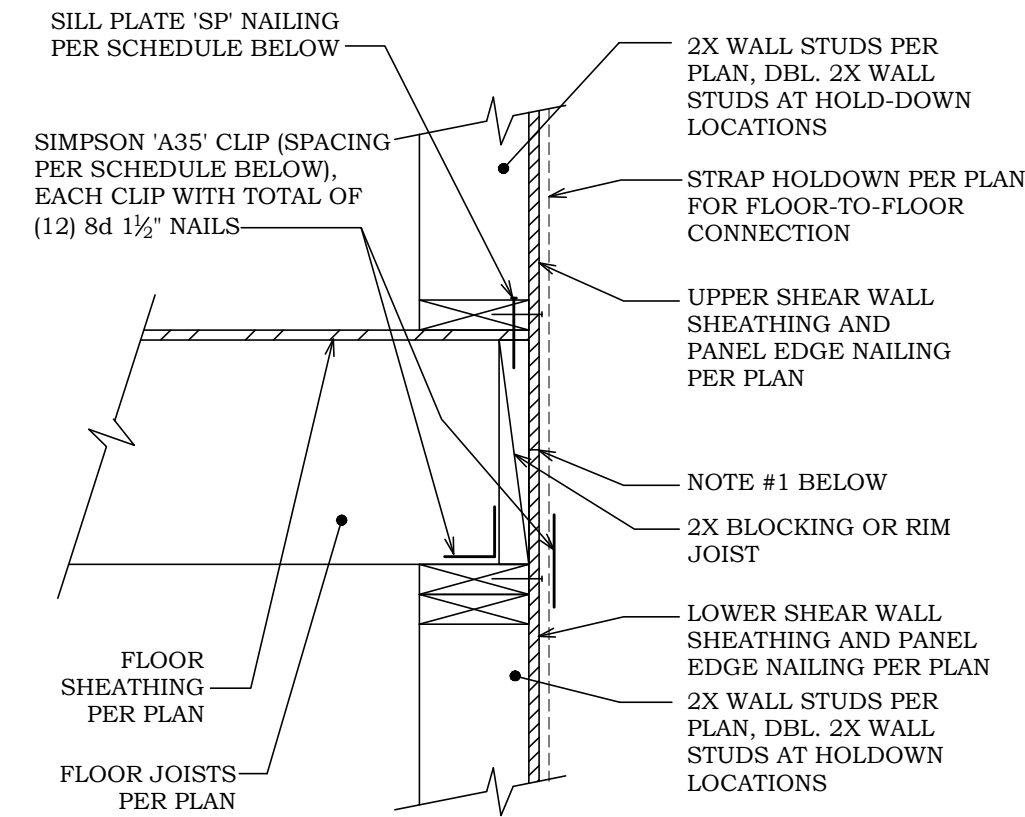 SILL PLATE 'SP' NAILING
PER SCHEDULE BELOW
SIMPSON 'A35' CLIP (SPACING
PER SCHEDULE BELOW),
EACH CLIP WITH TOTAL OF
(12) 8d 1½" NAILS
FLOOR
SHEATHING
PER PLAN
FLOOR JOISTS
PER PLAN
2X WALL STUDS PER
PLAN, DBL. 2X WALL
STUDS AT HOLD-DOWN
LOCATIONS
STRAP HOLDOWN PER PLAN
FOR FLOOR-TO-FLOOR
CONNECTION
UPPER SHEAR WALL
SHEATHING AND
PANEL EDGE NAILING
PER PLAN
NOTE #1 BELOW
2X BLOCKING OR RIM
JOIST
LOWER SHEAR WALL
SHEATHING AND PANEL
EDGE NAILING PER PLAN
2X WALL STUDS PER
PLAN, DBL. 2X WALL
STUDS AT HOLDOWN
LOCATIONS